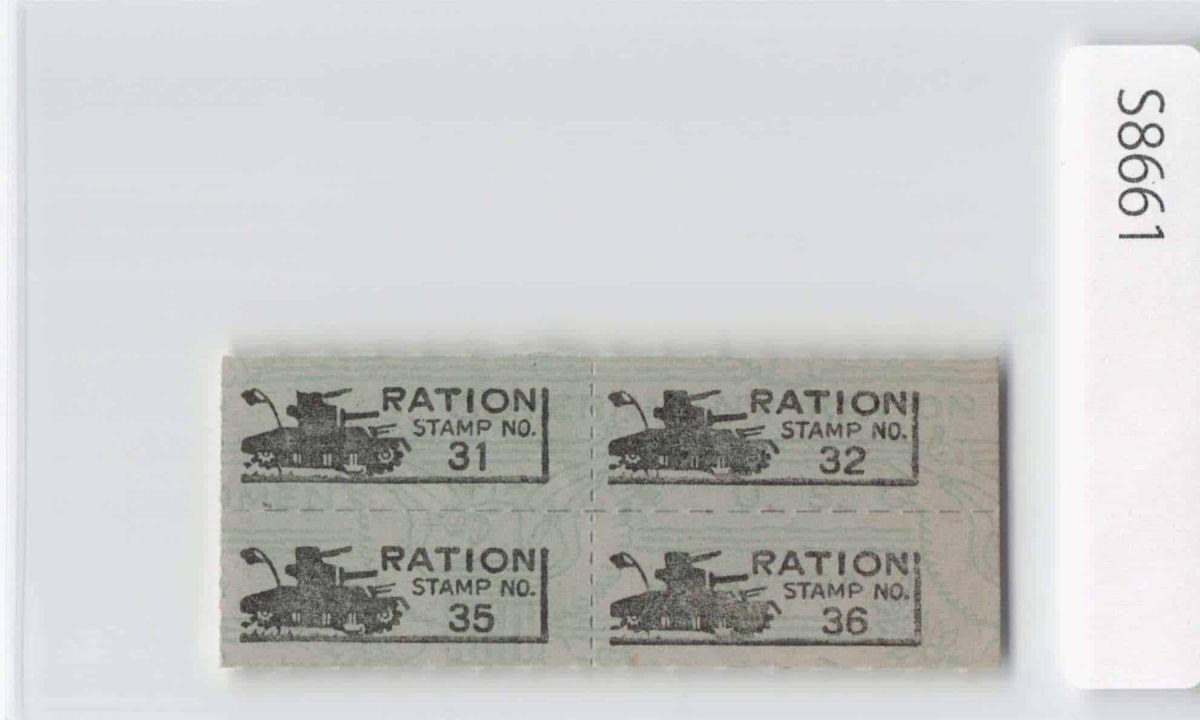 RATION
STAMP NO.
31
RATION
STAMP NO.
32
RATION
STAMP NO.
35
RATION
STAMP NO.
36
S8661